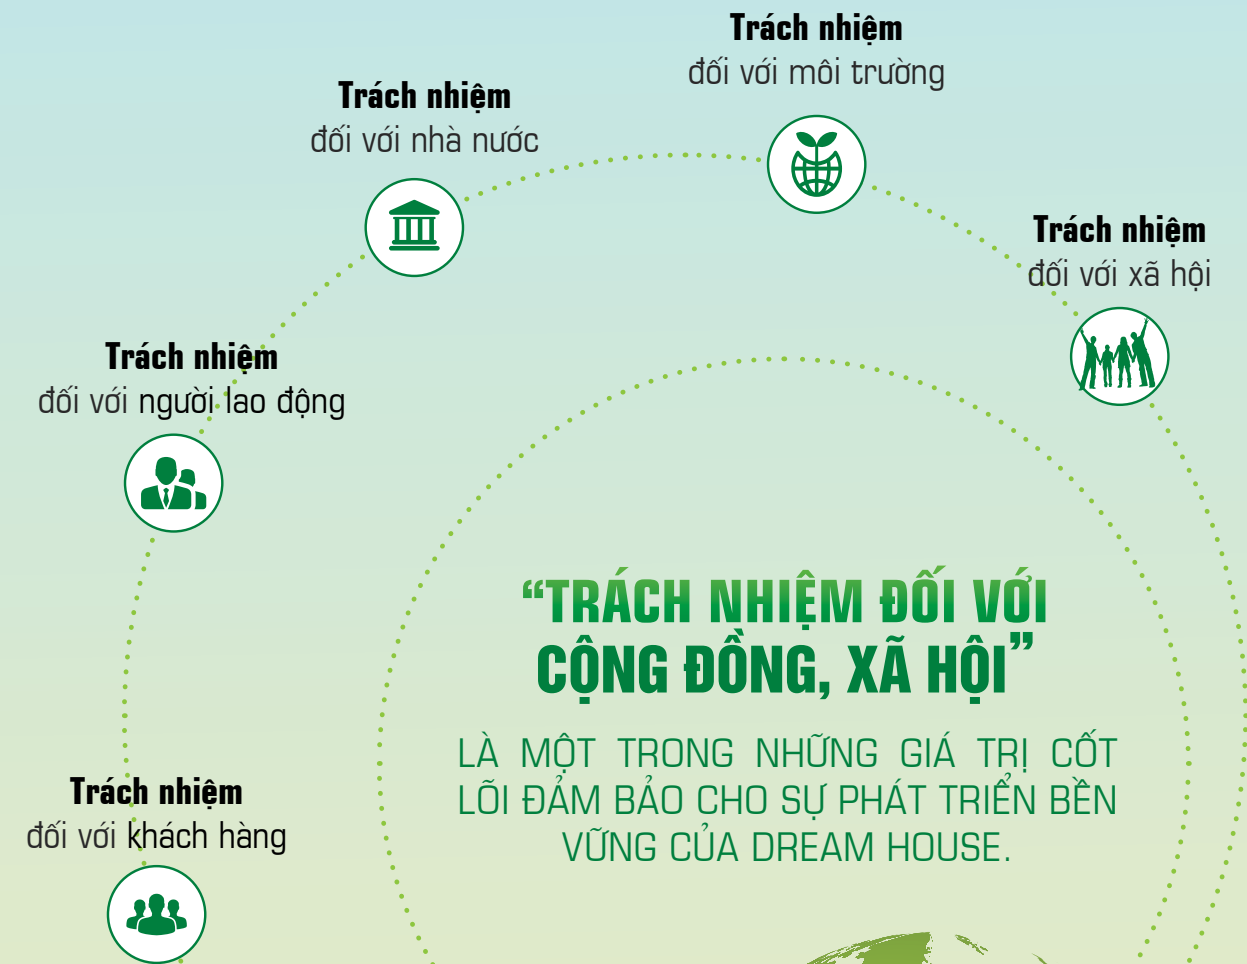 Trách nhiệm
đối với môi trường
Trách nhiệm
đối với nhà nước
Trách nhiệm
đối với xã hội
Trách nhiệm
đối với người lao động
“TRÁCH NHIỆM ĐỐI VỚI
CỘNG ĐỒNG, XÃ HỘI”
LÀ MỘT TRONG NHỮNG GIÁ TRỊ CỐT
LÕI ĐẢM BẢO CHO SỰ PHÁT TRIỂN BỀN
VỮNG CỦA DREAM HOUSE.
Trách nhiệm
đối với khách hàng